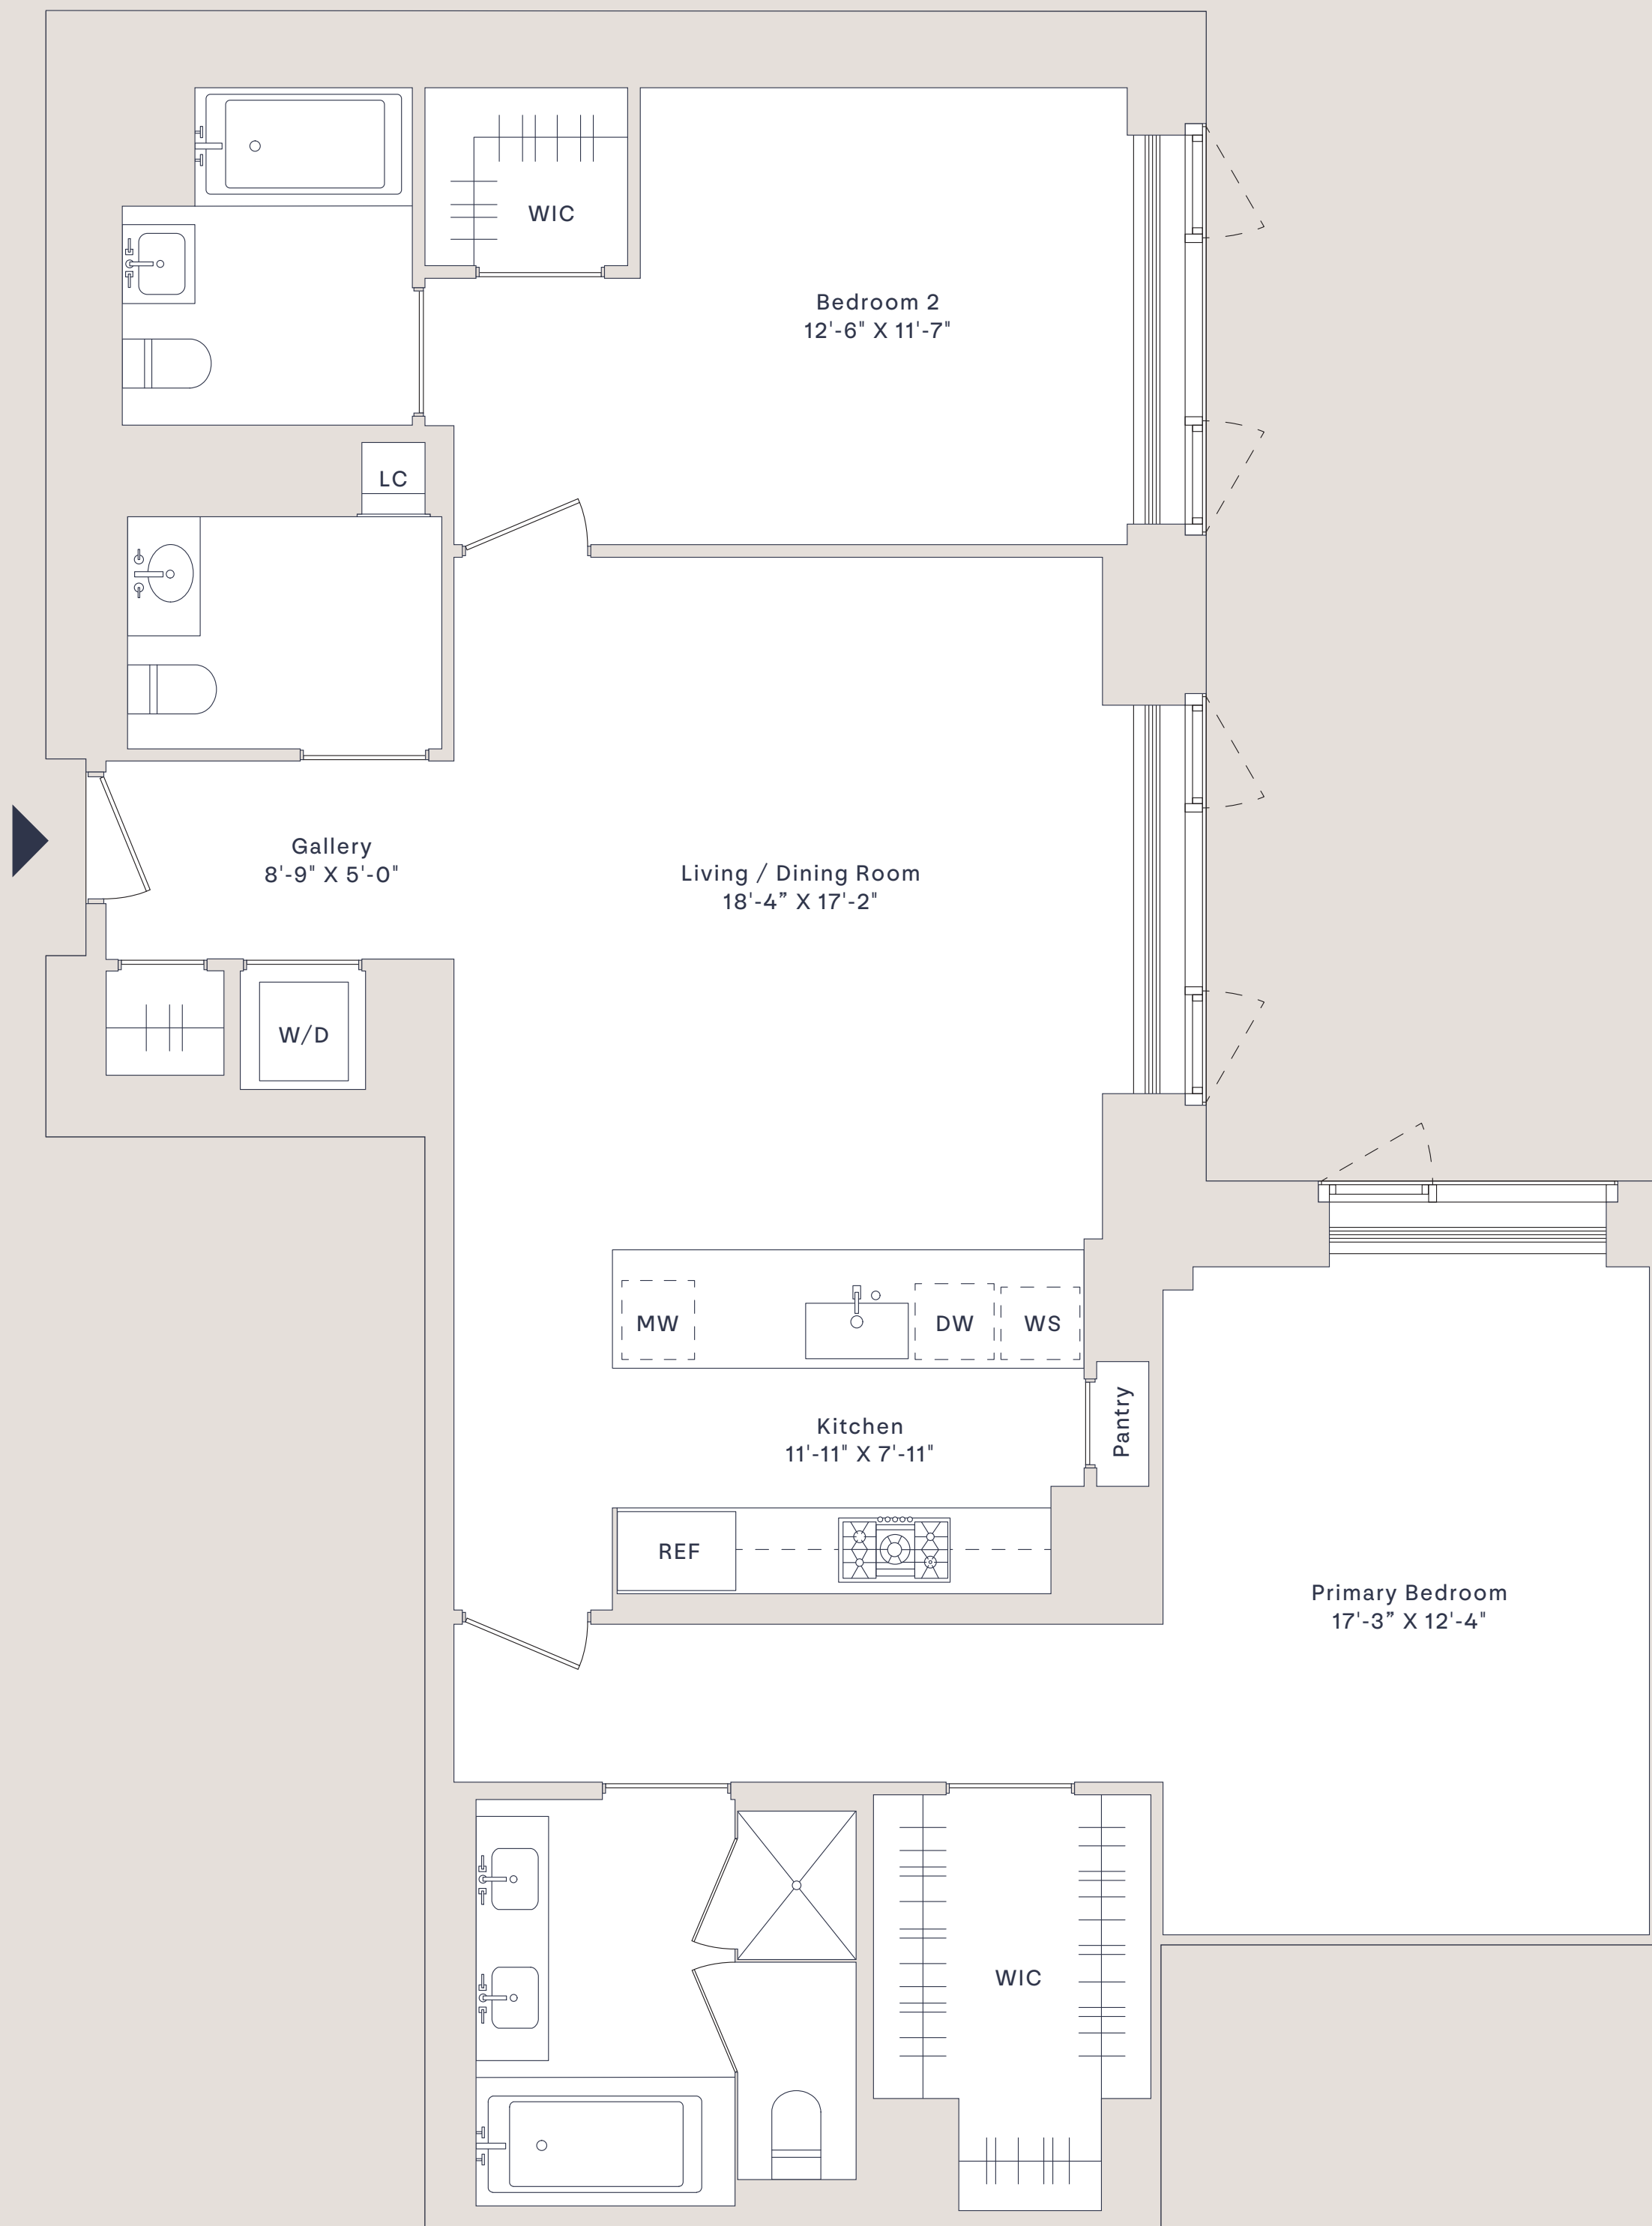 WIC
Bedroom 2
12'-6" X 11'-7"
LC
Gallery
8'-9" X 5'-0"
Living / Dining Room
18'-4” X 17'-2"
W/D
MW
DW
WS
Kitchen
11'-11" X 7'-11"
Pantry
REF
Primary Bedroom
17'-3” X 12'-4"
WIC